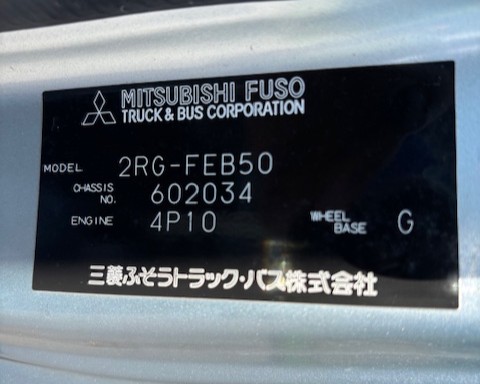 MITSUBISHI FUSO
TRUCK & BUS CORPORATION
MODEL 2RG-FEB50
CHASSIS NO. 602034
ENGINE 4P10 WHEEL BASE G
三菱ふそうトラック・バス株式会社